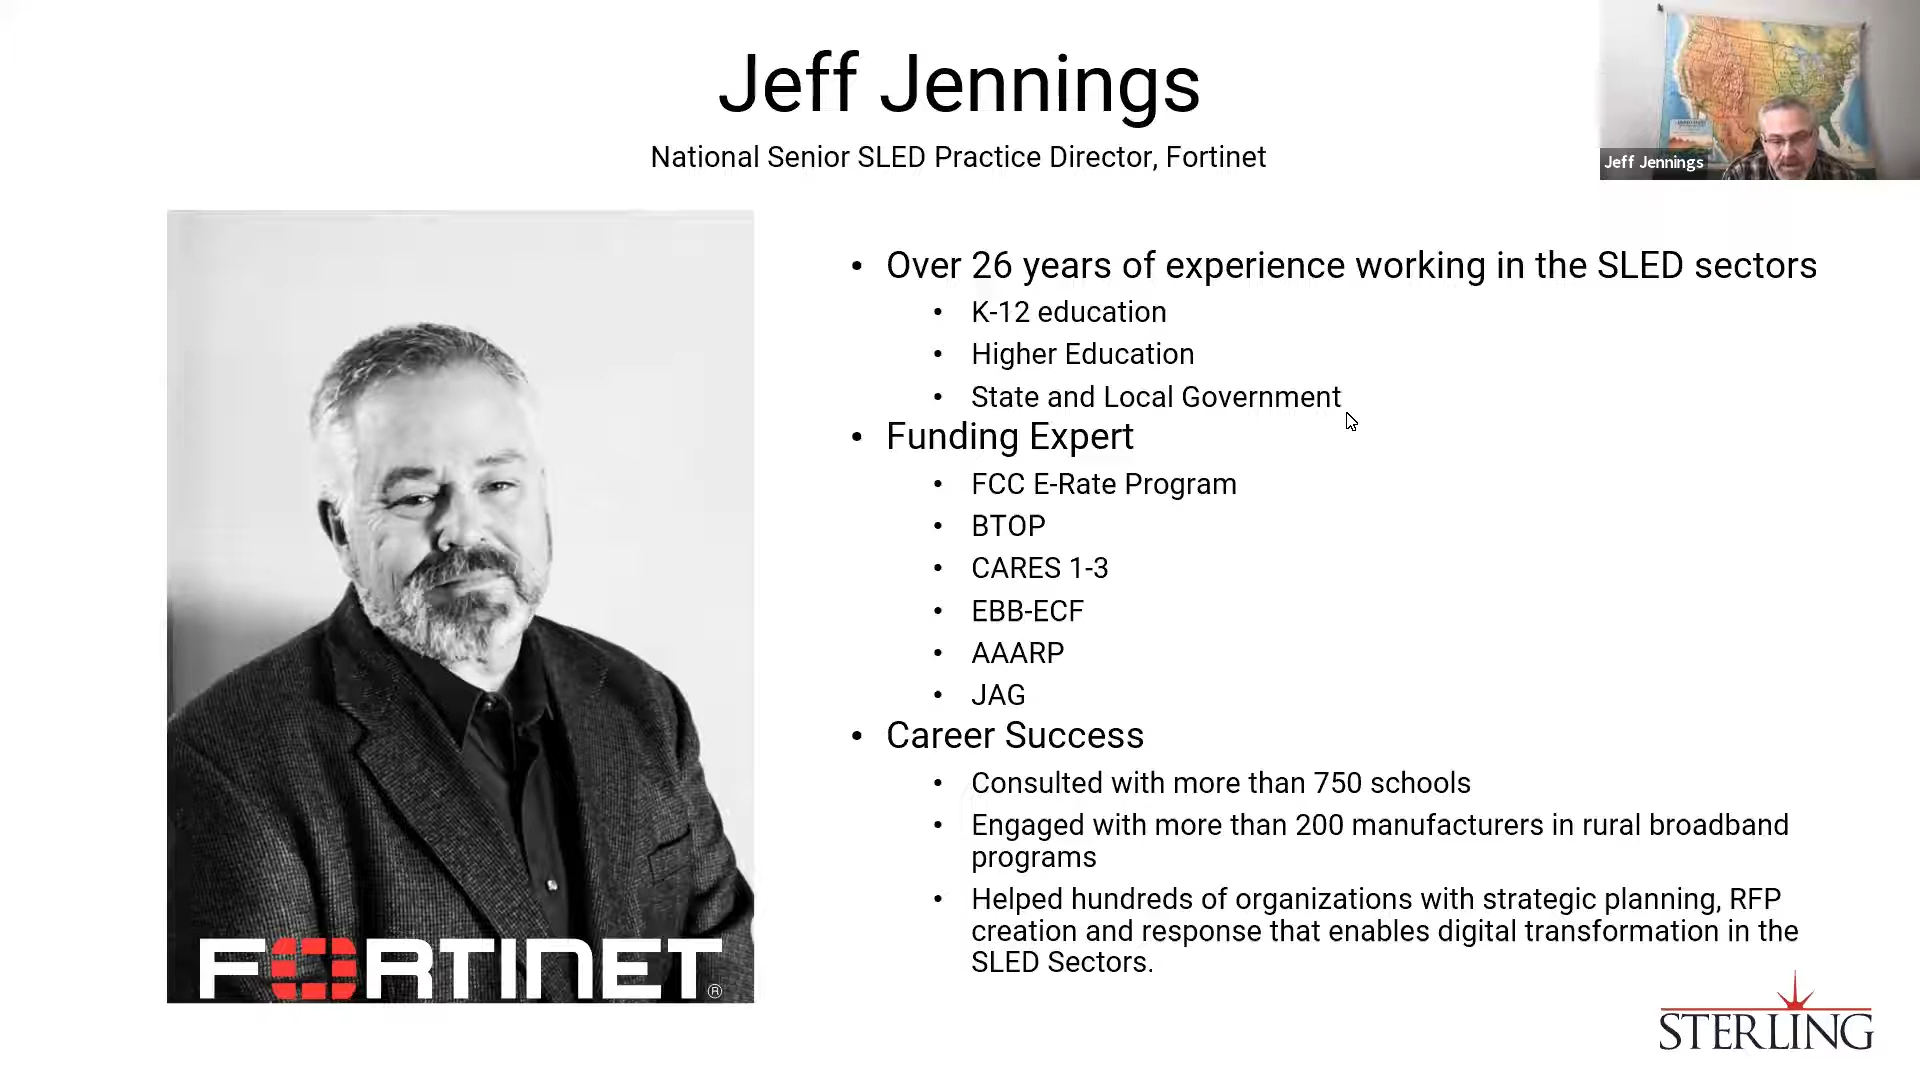 Jeff Jennings
National Senior SLED Practice Director, Fortinet
Jeff Jennings
• Over 26 years of experience working in the SLED sectors
• K-12 education
• Higher Education
• State and Local Government
• Funding Expert
• FCC E-Rate Program
• BTOP
• CARES 1-3
• EBB-ECF
• AAARP
• JAG
• Career Success
• Consulted with more than 750 schools
• Engaged with more than 200 manufacturers in rural broadband
programs
• Helped hundreds of organizations with strategic planning, RFP
creation and response that enables digital transformation in the
SLED Sectors.
FORTINET®
STERLING